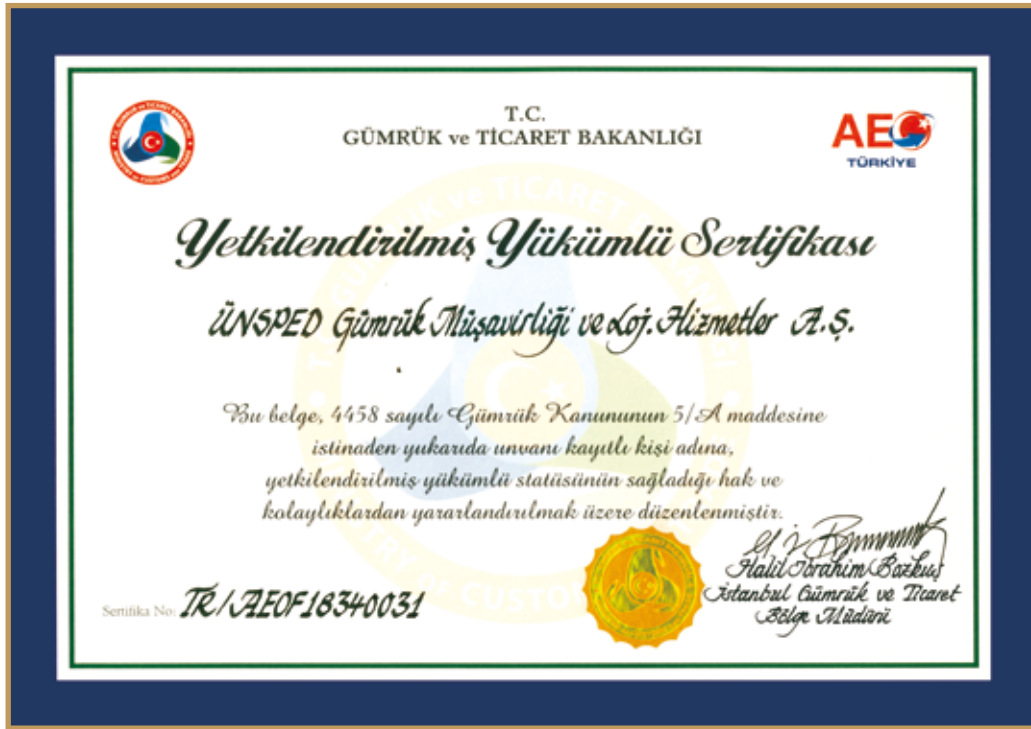 T.C.
GÜMRÜK ve TİCARET BAKANLIĞI
AEO
TÜRKİYE
Yetkilendirilmiş Yükümlü Sertifikası
ÜNSPED Gümrük Müşavirliği ve Loj. Hizmetler A.Ş.
Bu belge, 4458 sayılı Gümrük Kanununun 5/A maddesine
istinaden yukarıda unvanı kayıtlı kişi adına,
yetkilendirilmiş yükümlü statüsünün sağladığı hak ve
kolaylıklardan yararlandırılmak üzere düzenlenmiştir.
Halil İbrahim Bozkuş
İstanbul Gümrük ve Ticaret
Bölge Müdürü
Sertifika No: TR/AEOF18340031